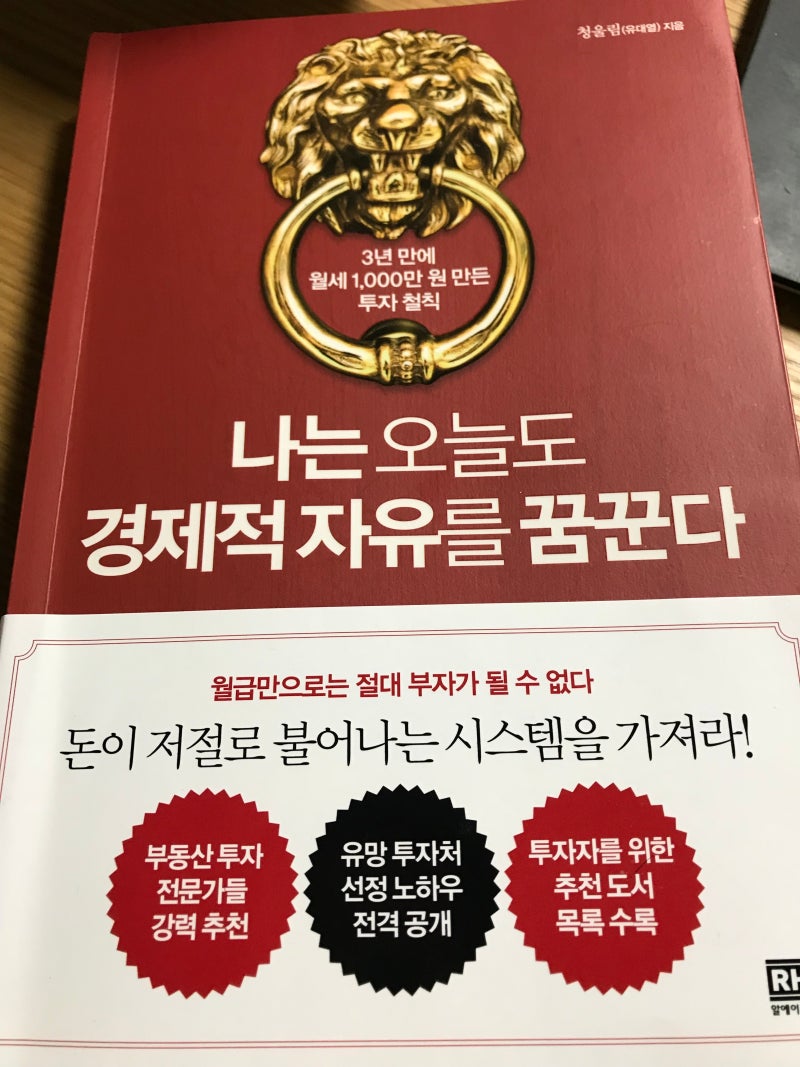 청울림(유대열) 지음
3년 만에
월세 1,000만 원 만든
투자 철칙
나는 오늘도
경제적 자유를 꿈꾼다
월급만으로는 절대 부자가 될 수 없다
돈이 저절로 불어나는 시스템을 가져라!
부동산 투자
전문가들
강력 추천
유망 투자처
선정 노하우
전격 공개
투자자를 위한
추천 도서
목록 수록
RH
알에이